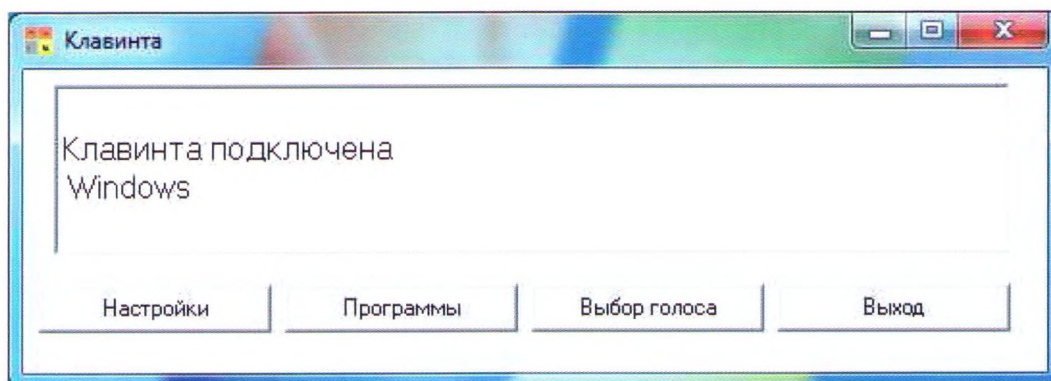 Клавинта
Клавинта подключена
Windows
Настройки
Программы
Выбор голоса
Выход